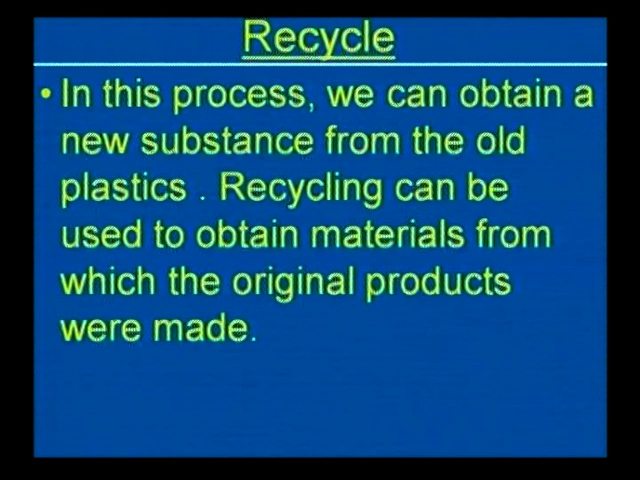 Recycle
• In this process, we can obtain a
new substance from the old
plastics . Recycling can be
used to obtain materials from
which the original products
were made.